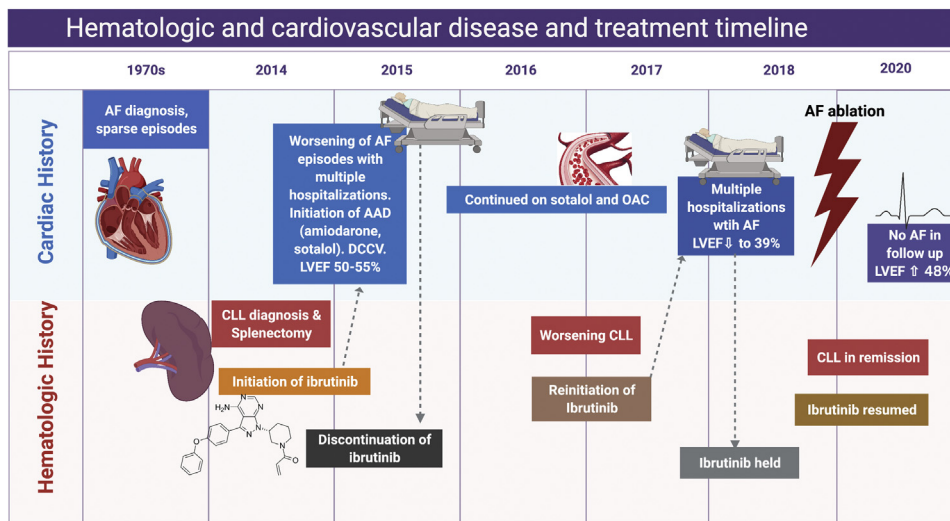 Hematologic and cardiovascular disease and treatment timeline
1970s
2014
2015
2016
2017
2018
2020
Cardiac History
AF diagnosis,
sparse episodes
Worsening of AF
episodes with
multiple
hospitalizations.
Initiation of AAD
(amiodarone,
sotalol). DCCV.
LVEF 50-55%
Continued on sotalol and OAC
Multiple
hospitalizations
wtih AF
LVEF⇩ to 39%
AF ablation
No AF in
follow up
LVEF ⇧ 48%
Hematologic History
CLL diagnosis &
Splenectomy
Initiation of ibrutinib
H₂N
N
N
N
N
N
O
O
Discontinuation of
ibrutinib
Worsening CLL
Reinitiation of
Ibrutinib
Ibrutinib held
CLL in remission
Ibrutinib resumed